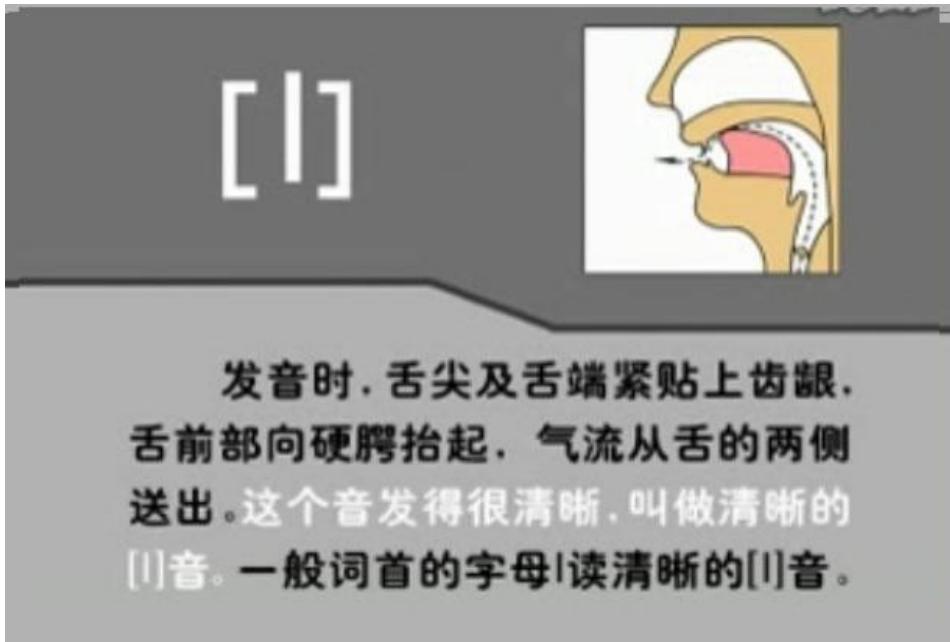 [l]
发音时,舌尖及舌端紧贴上齿龈,
舌前部向硬腭抬起,气流从舌的两侧
送出。这个音发得很清晰,叫做清晰的
[l]音。一般词首的字母l读清晰的[l]音。